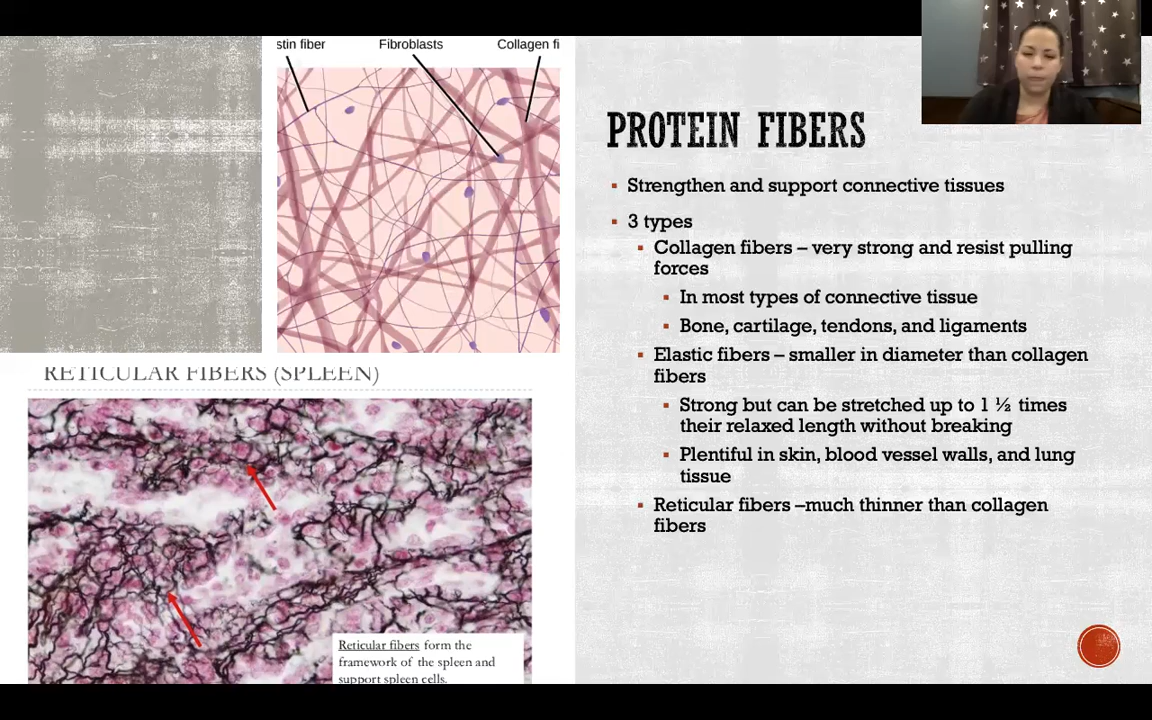 stin fiber
Fibroblasts
Collagen fi
PROTEIN FIBERS
Strengthen and support connective tissues
3 types
Collagen fibers – very strong and resist pulling
forces
In most types of connective tissue
Bone, cartilage, tendons, and ligaments
Elastic fibers – smaller in diameter than collagen
fibers
Strong but can be stretched up to 1 ½ times
their relaxed length without breaking
Plentiful in skin, blood vessel walls, and lung
tissue
Reticular fibers –much thinner than collagen
fibers
RETICULAR FIBERS (SPLEEN)
Reticular fibers form the
framework of the spleen and
support spleen cells.